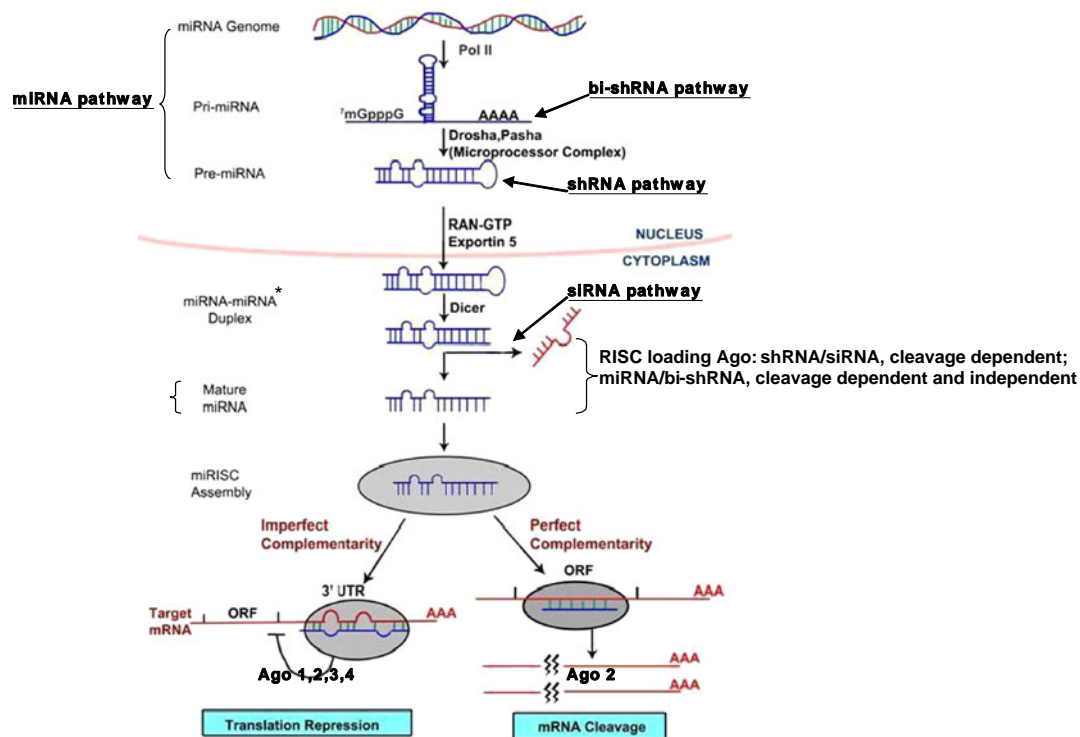 miRNA Genome
Pol II
miRNA pathway
Pri-miRNA
7mGpppG
AAAA
bi-shRNA pathway
Drosha,Pasha
(Microprocessor Complex)
Pre-miRNA
shRNA pathway
RAN-GTP
Exportin 5
NUCLEUS
CYTOPLASM
miRNA-miRNA*
Duplex
Dicer
siRNA pathway
RISC loading Ago: shRNA/siRNA, cleavage dependent;
miRNA/bi-shRNA, cleavage dependent and independent
Mature
miRNA
miRISC
Assembly
Imperfect
Complementarity
Perfect
Complementarity
3' UTR
ORF
Target
mRNA
ORF
AAA
AAA
Ago 1,2,3,4
Ago 2
AAA
AAA
Translation Repression
mRNA Cleavage